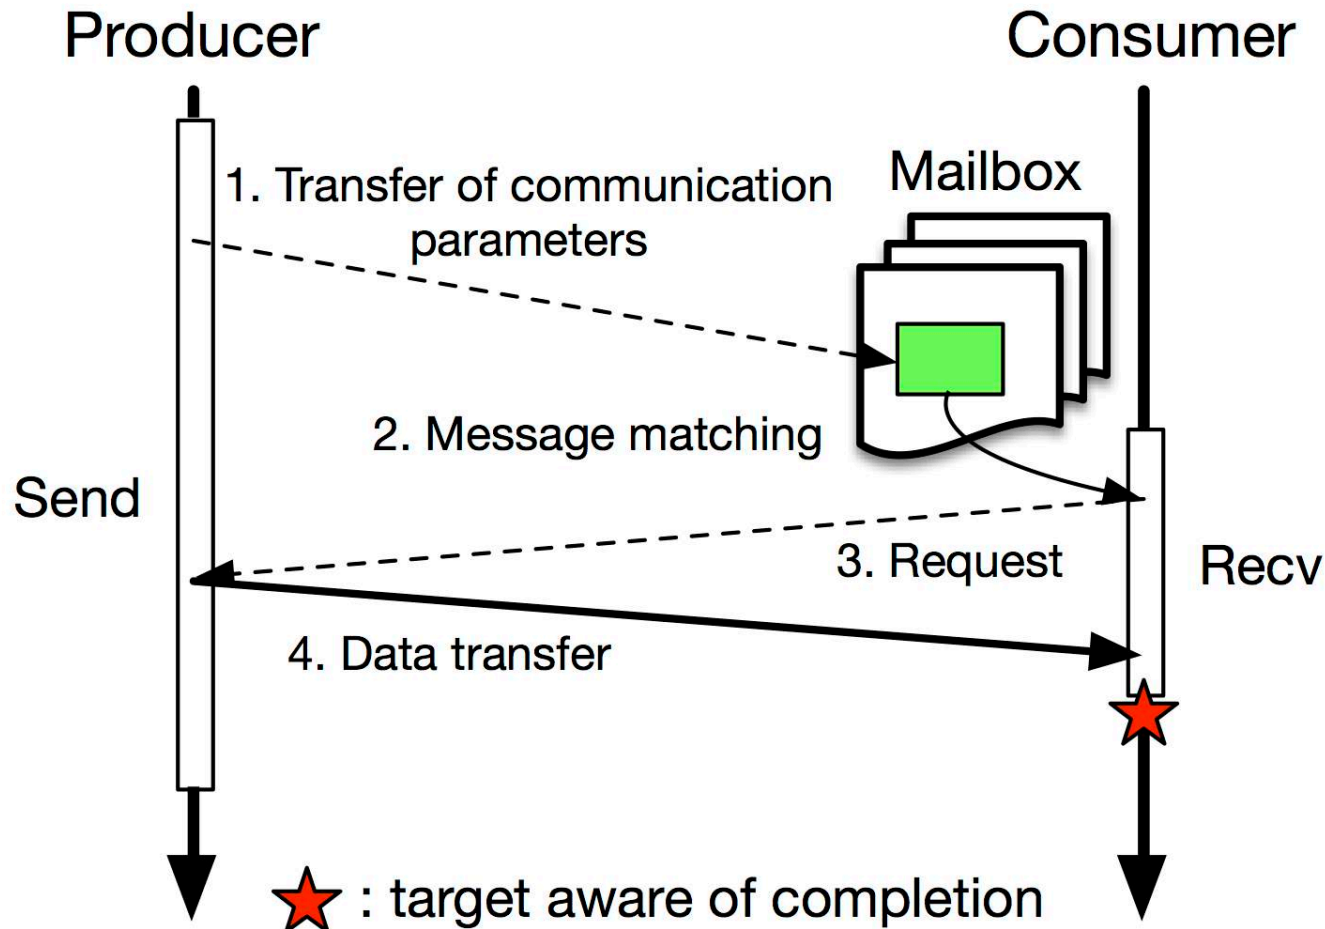 Producer
Consumer
1. Transfer of communication
parameters
Mailbox
2. Message matching
Send
3. Request
Recv
4. Data transfer
: target aware of completion